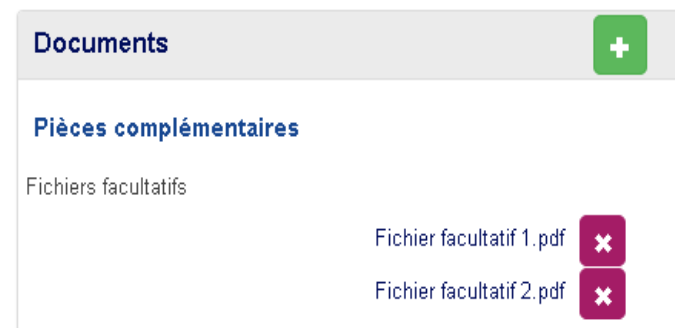 Documents
Pièces complémentaires
Fichiers facultatifs
Fichier facultatif 1.pdf
Fichier facultatif 2.pdf